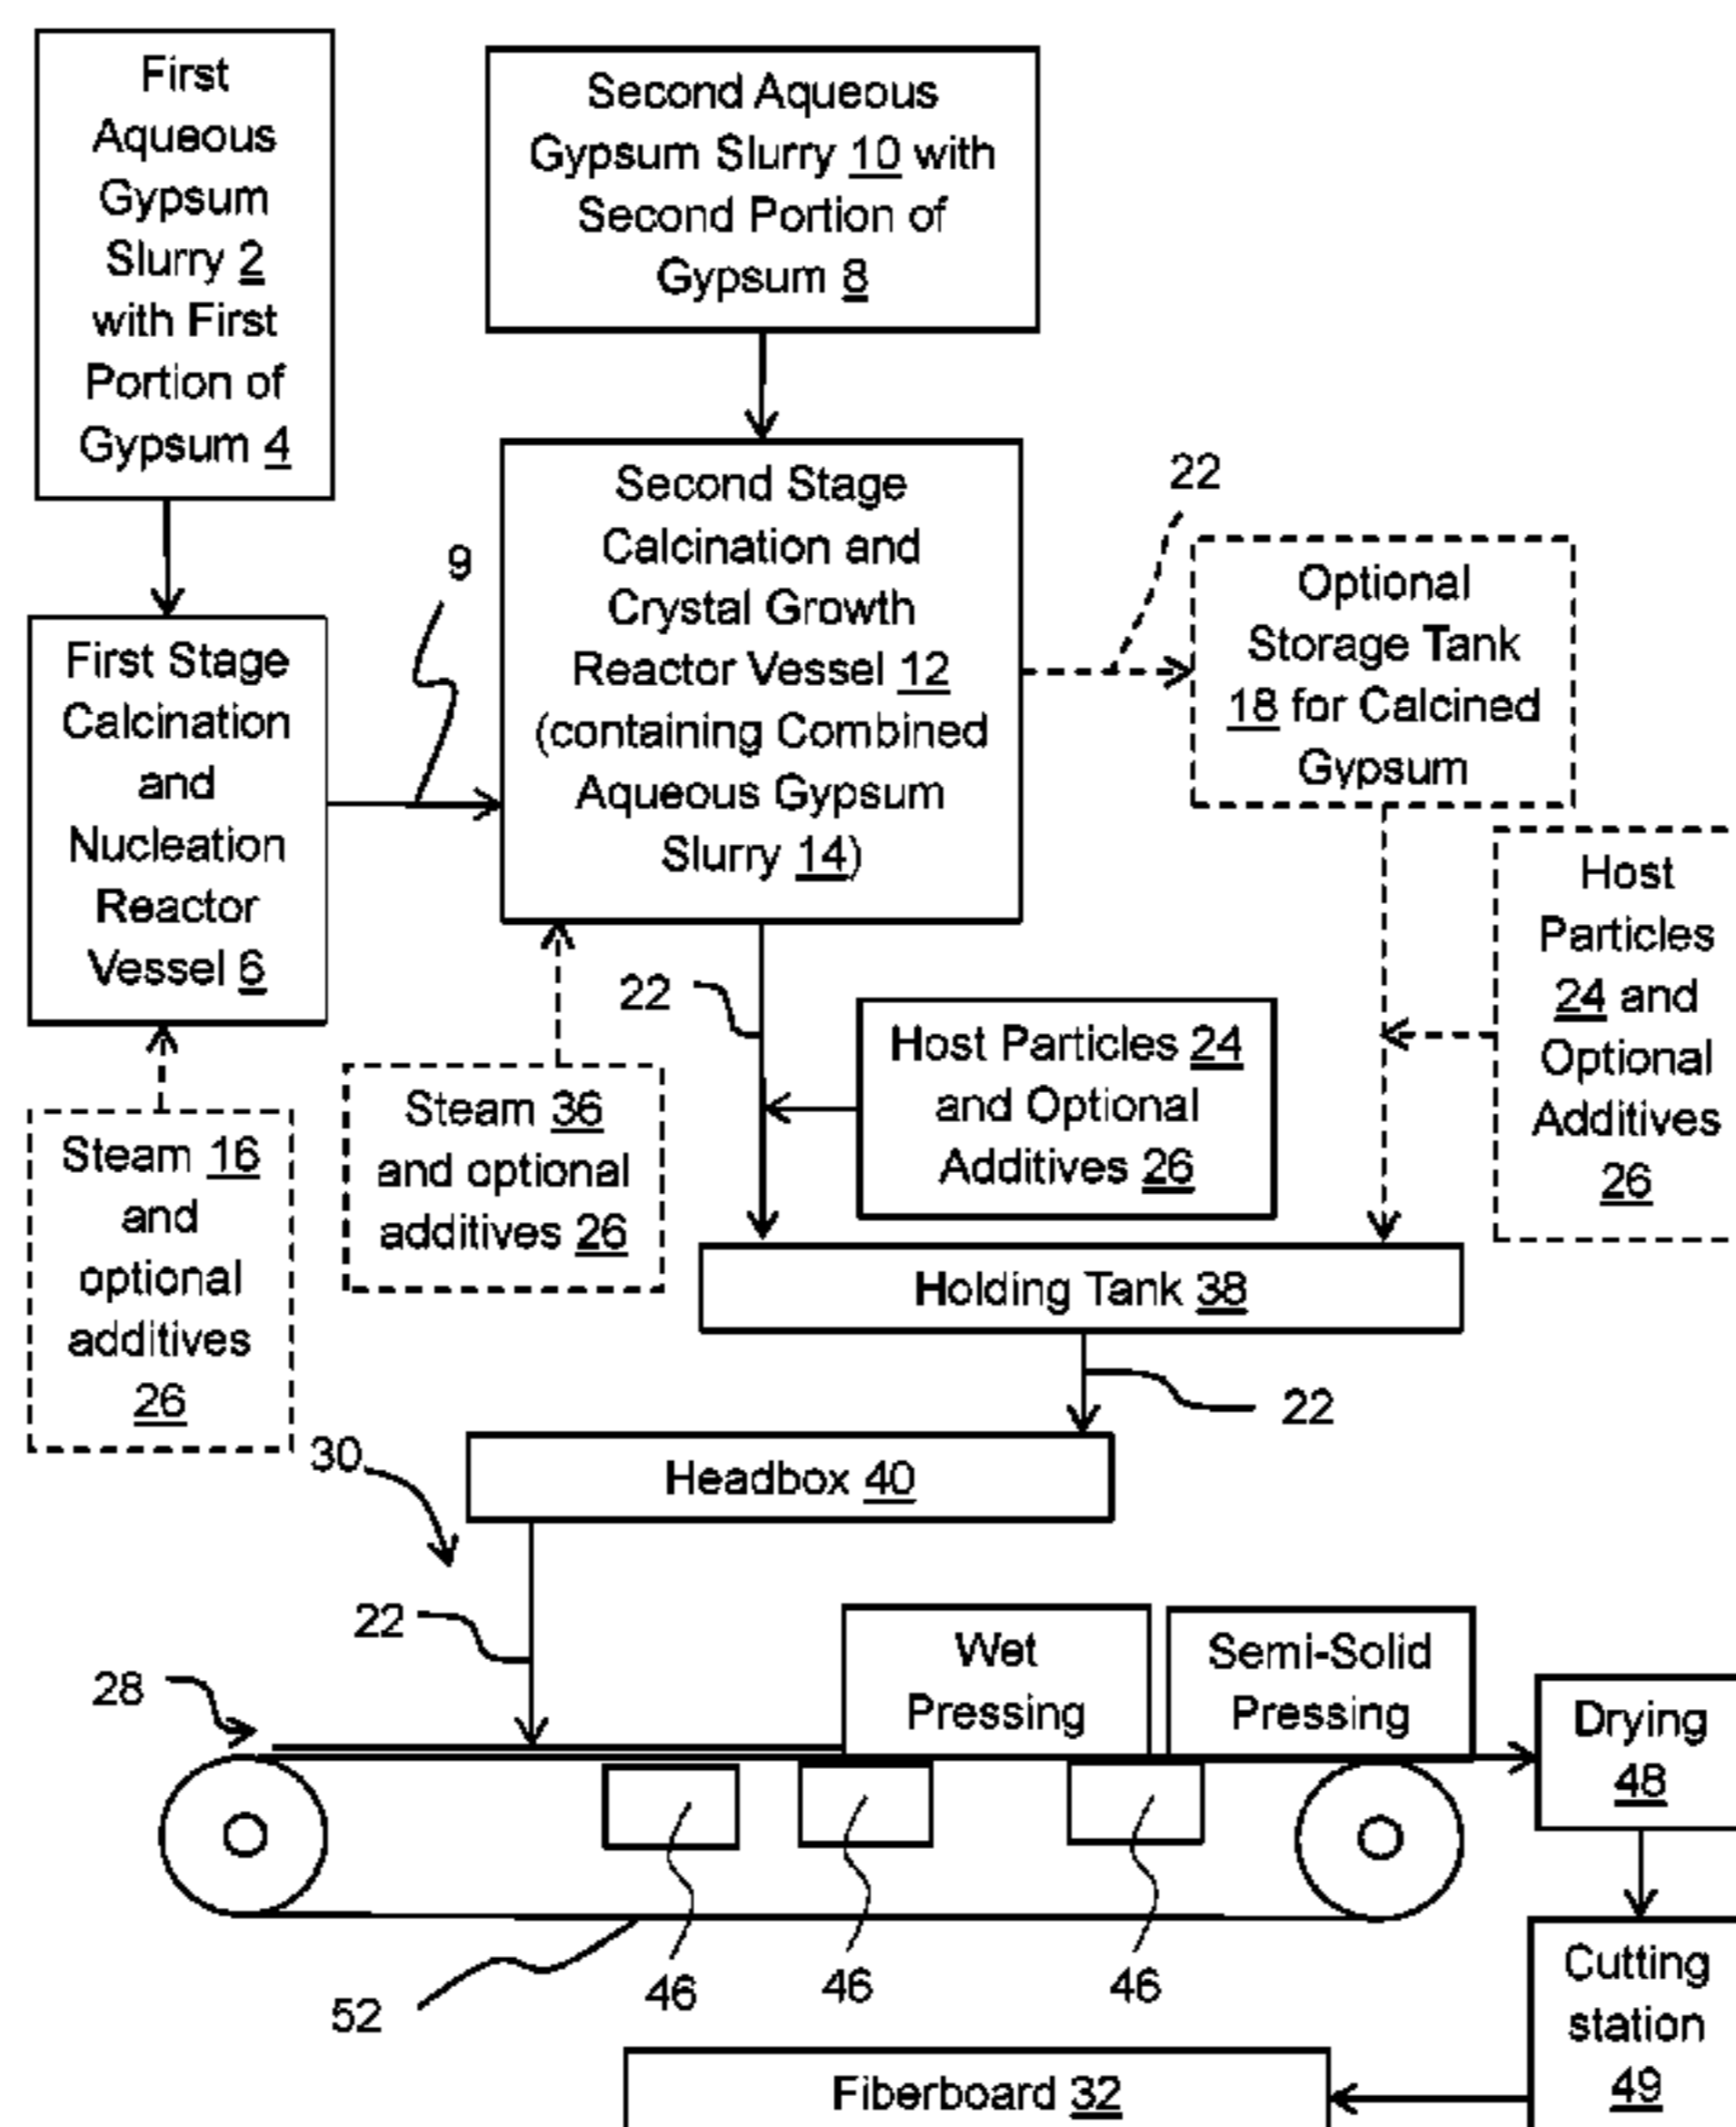 First
Aqueous
Gypsum
Slurry 2
with First
Portion of
Gypsum 4
Second Aqueous
Gypsum Slurry 10 with
Second Portion of
Gypsum 8
First Stage
Calcination
and
Nucleation
Reactor
Vessel 6
9
Second Stage
Calcination and
Crystal Growth
Reactor Vessel 12
(containing Combined
Aqueous Gypsum
Slurry 14)
22
Optional
Storage Tank
18 for Calcined
Gypsum
Host
Particles
24 and
Optional
Additives
26
Steam 16
and
optional
additives
26
Steam 36
and optional
additives 26
22
Host Particles 24
and Optional
Additives 26
Holding Tank 38
22
Headbox 40
30
22
28
Wet
Pressing
Semi-Solid
Pressing
Drying
48
46
46
46
52
Cutting
station
49
Fiberboard 32